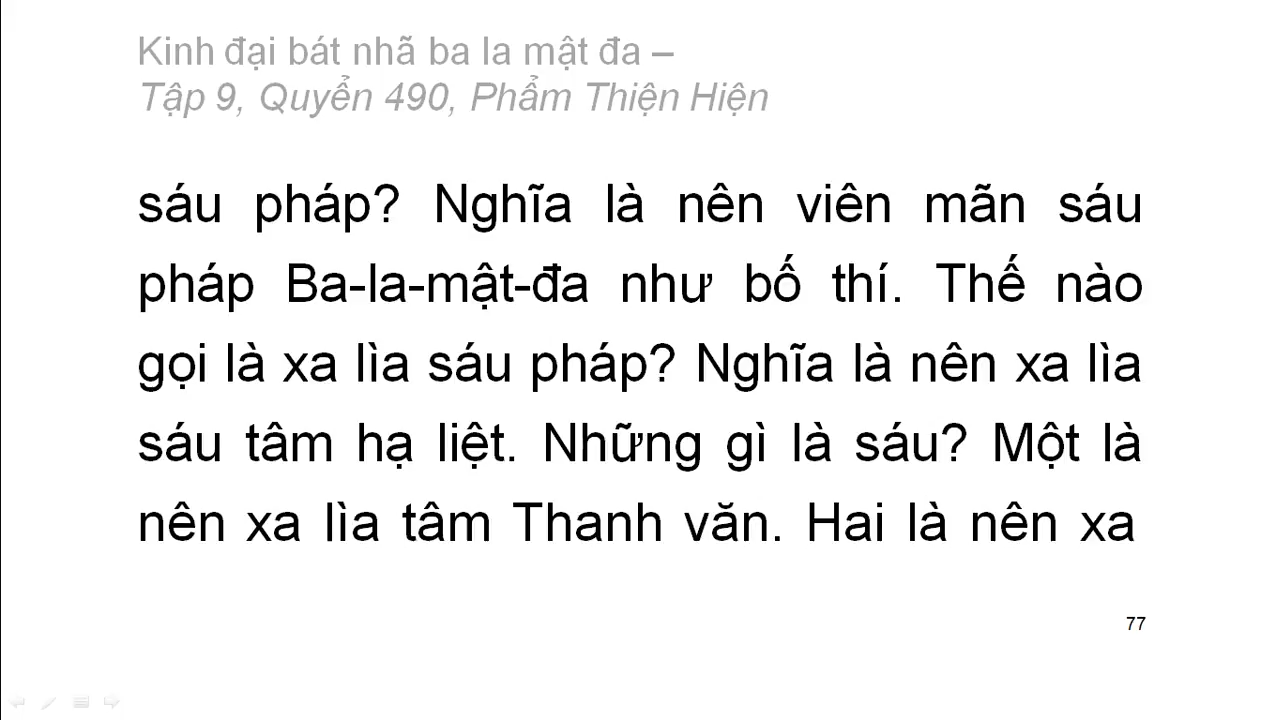 Kinh đại bát nhã ba la mật đa –
Tập 9, Quyển 490, Phẩm Thiện Hiện
sáu pháp? Nghĩa là nên viên mãn sáu
pháp Ba-la-mật-đa như bố thí. Thế nào
gọi là xa lìa sáu pháp? Nghĩa là nên xa lìa
sáu tâm hạ liệt. Những gì là sáu? Một là
nên xa lìa tâm Thanh văn. Hai là nên xa
77